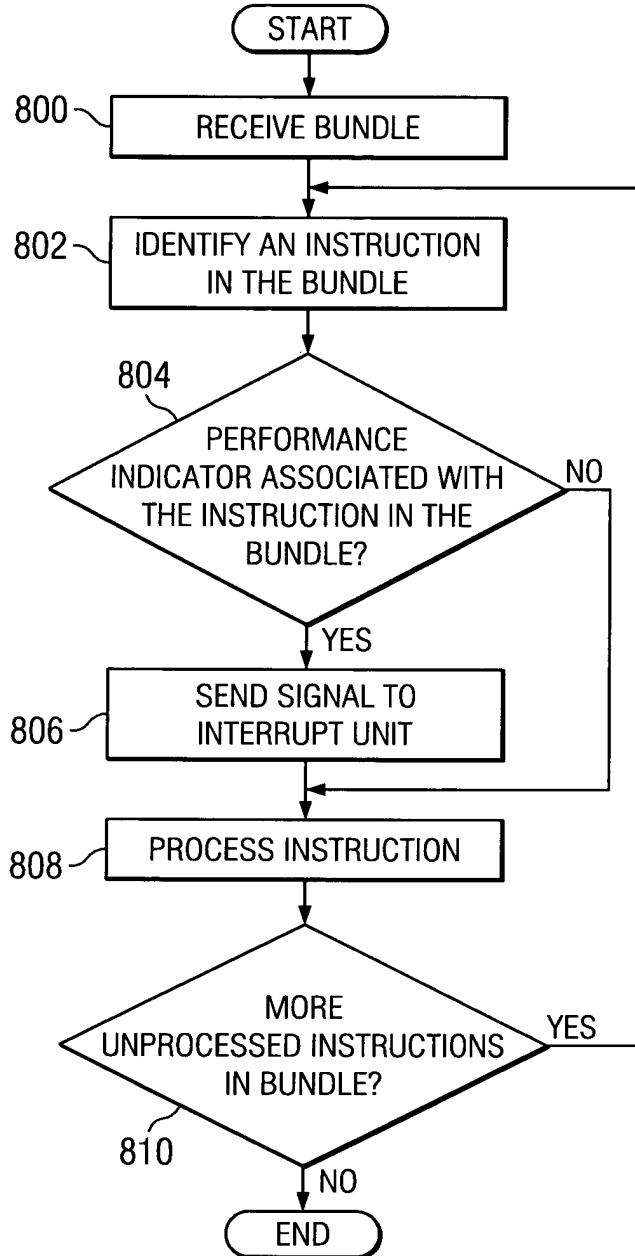 START
800
RECEIVE BUNDLE
802
IDENTIFY AN INSTRUCTION
IN THE BUNDLE
804
PERFORMANCE
INDICATOR ASSOCIATED WITH
THE INSTRUCTION IN THE
BUNDLE?
NO
YES
806
SEND SIGNAL TO
INTERRUPT UNIT
808
PROCESS INSTRUCTION
MORE
UNPROCESSED INSTRUCTIONS
IN BUNDLE?
YES
810
NO
END